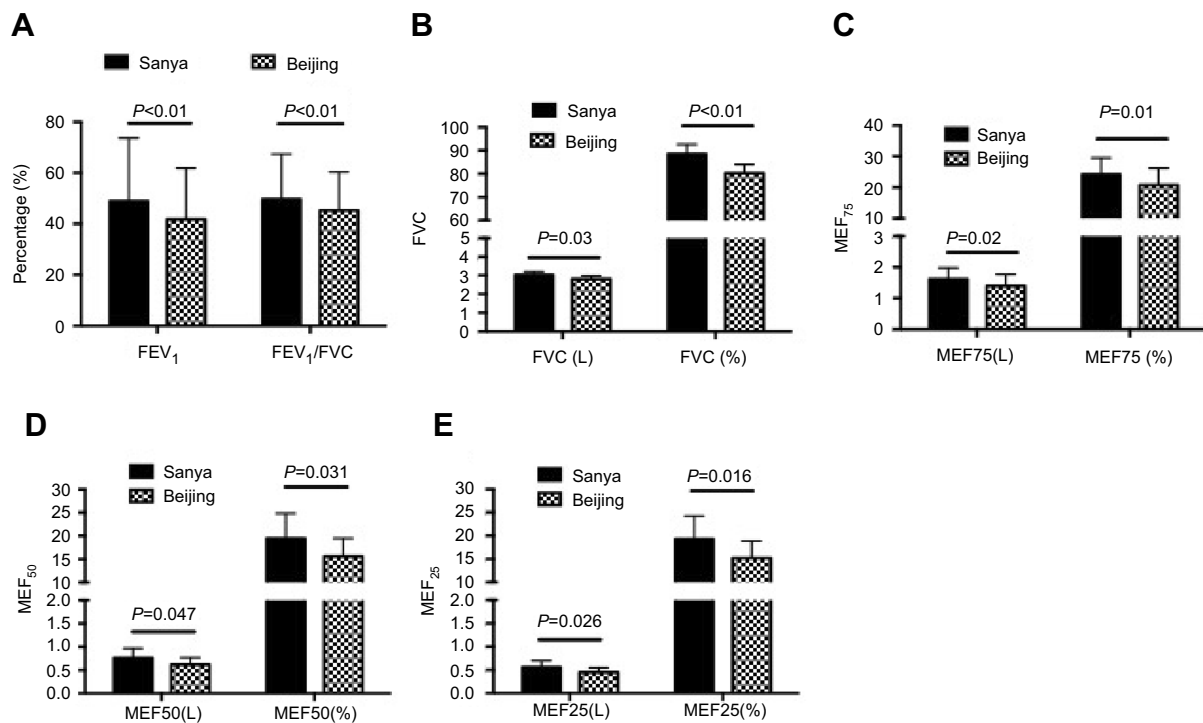 A
Sanya Beijing
P<0.01 P<0.01
Percentage (%)
80
60
40
20
0
FEV1 FEV1/FVC
B
Sanya
Beijing
P<0.01
FVC
100
90
80
70
60
5
4
3
2
1
0
P=0.03
FVC (L) FVC (%)
C
Sanya
Beijing
P=0.01
MEF75
40
30
20
10
3
2
1
0
P=0.02
MEF75(L) MEF75 (%)
D
Sanya
Beijing
P=0.031
MEF50
30
25
20
15
10
2.0
1.5
1.0
0.5
0.0
P=0.047
MEF50(L) MEF50(%)
E
Sanya
Beijing
P=0.016
MEF25
30
25
20
15
10
2.0
1.5
1.0
0.5
0.0
P=0.026
MEF25(L) MEF25(%)